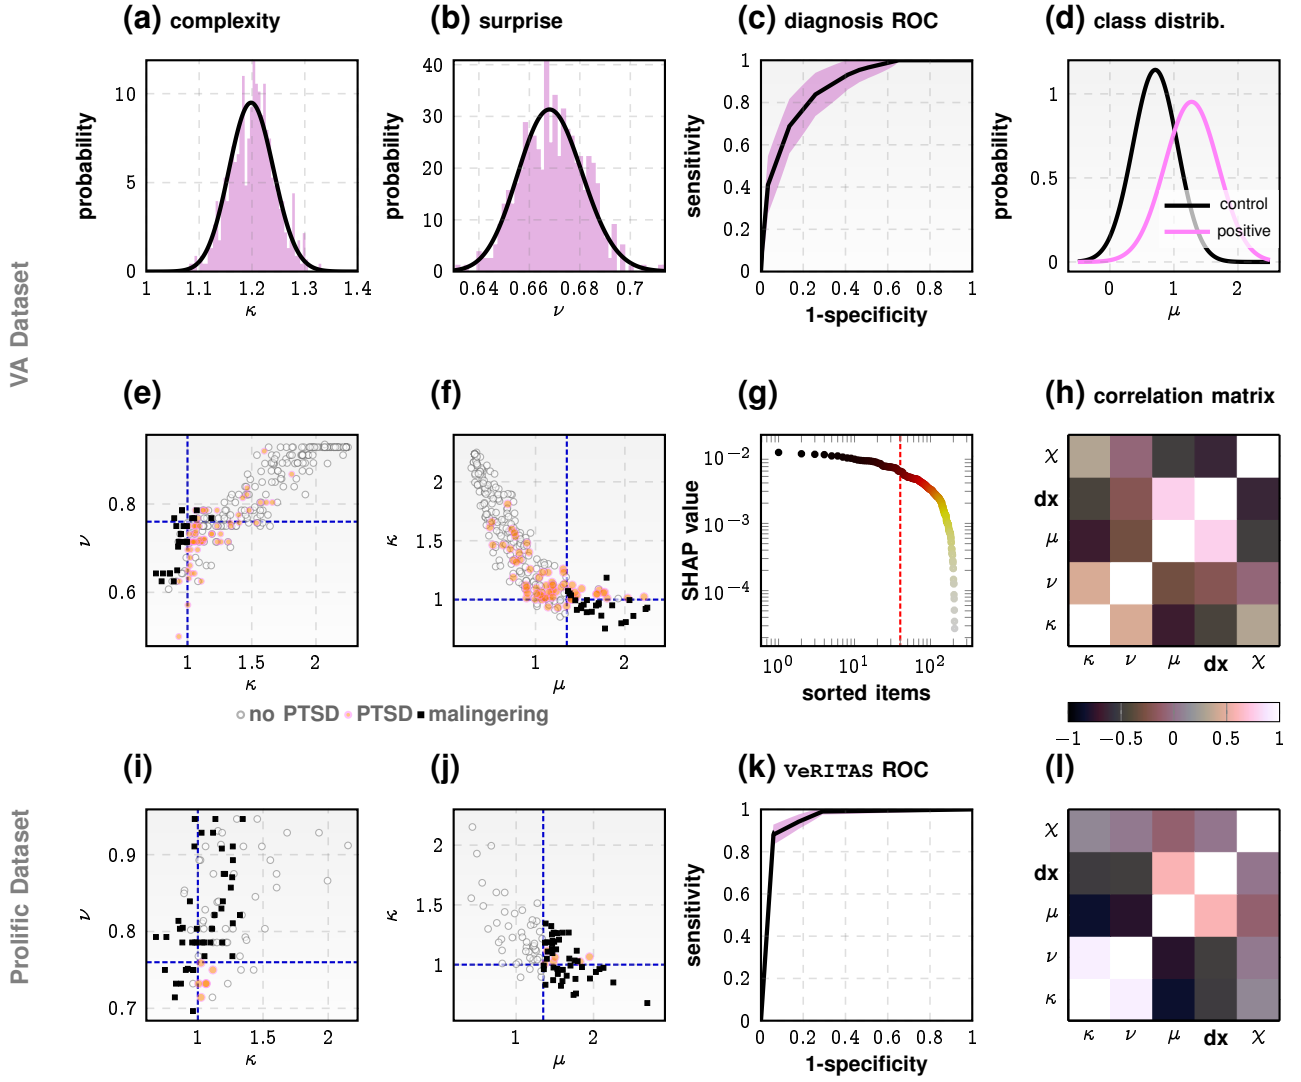 (a) complexity
(b) surprise
(c) diagnosis ROC
(d) class distrib.
VA Dataset
probability
10
5
0
1 1.1 1.2 1.3 1.4
κ
probability
40
30
20
10
0
0.64 0.66 0.68 0.7
ν
sensitivity
1
0.8
0.6
0.4
0.2
0
0 0.2 0.4 0.6 0.8 1
1-specificity
probability
1
0.5
0
0 1 2
μ
control
positive
(e)
(f)
(g)
(h) correlation matrix
ν
0.8
0.6
1 1.5 2
κ
κ
2
1.5
1
1 2
μ
SHAP value
10−2
10−3
10−4
100 101 102
sorted items
χ
dx
μ
ν
κ
κ ν μ dx χ
no PTSD PTSD malingering
−1 −0.5 0 0.5 1
Prolific Dataset
(i)
(j)
(k) VeRITAS ROC
(l)
ν
0.9
0.8
0.7
1 1.5 2
κ
κ
2
1.5
1
1 2
μ
sensitivity
1
0.8
0.6
0.4
0.2
0
0 0.2 0.4 0.6 0.8 1
1-specificity
χ
dx
μ
ν
κ
κ ν μ dx χ